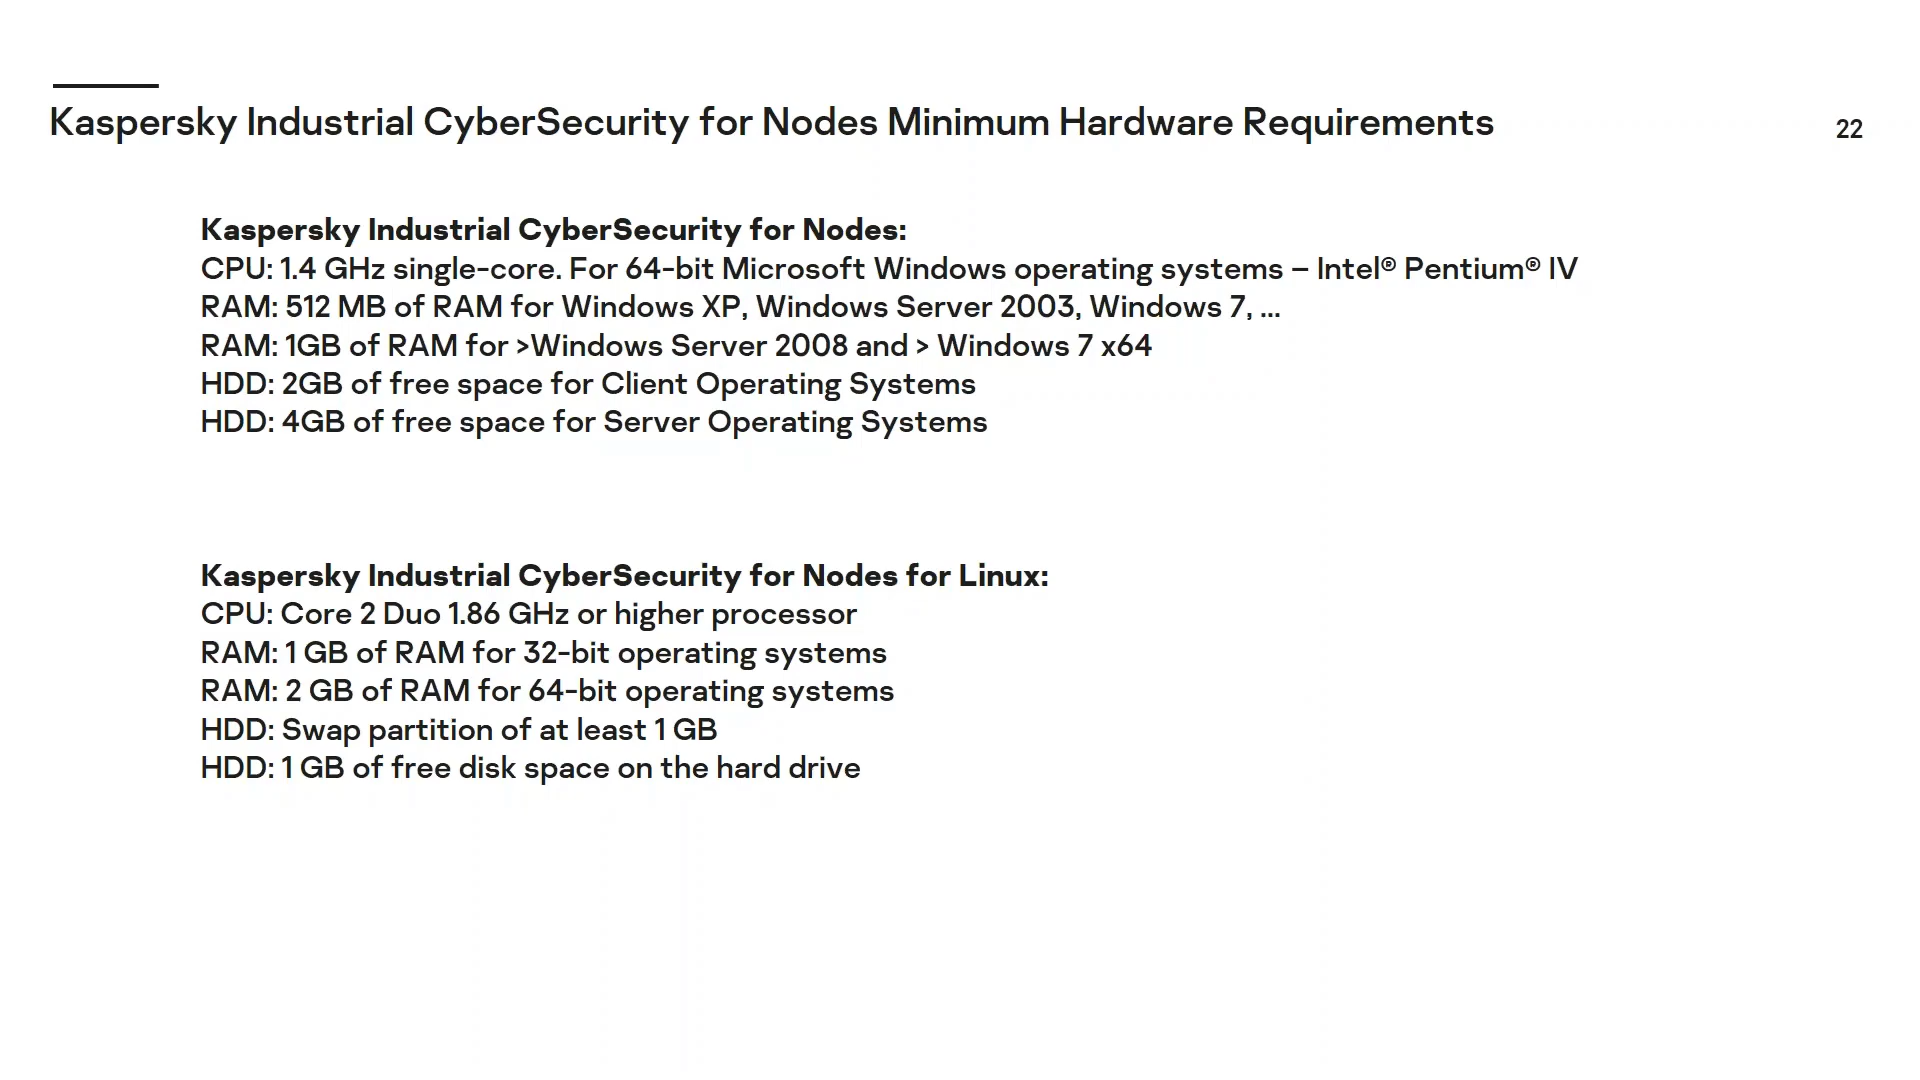 Kaspersky Industrial CyberSecurity for Nodes Minimum Hardware Requirements
22
Kaspersky Industrial CyberSecurity for Nodes:
CPU: 1.4 GHz single-core. For 64-bit Microsoft Windows operating systems – Intel® Pentium® IV
RAM: 512 MB of RAM for Windows XP, Windows Server 2003, Windows 7, ...
RAM: 1GB of RAM for >Windows Server 2008 and > Windows 7 x64
HDD: 2GB of free space for Client Operating Systems
HDD: 4GB of free space for Server Operating Systems
Kaspersky Industrial CyberSecurity for Nodes for Linux:
CPU: Core 2 Duo 1.86 GHz or higher processor
RAM: 1 GB of RAM for 32-bit operating systems
RAM: 2 GB of RAM for 64-bit operating systems
HDD: Swap partition of at least 1 GB
HDD: 1 GB of free disk space on the hard drive